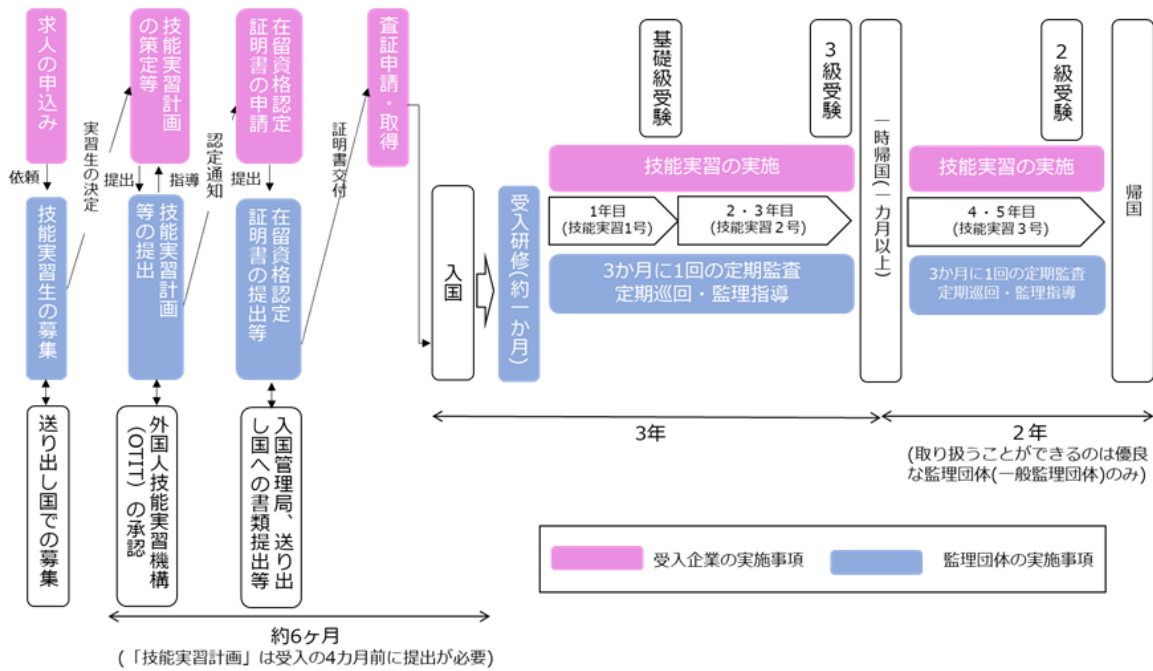 求人の申込み
技能実習計画
の策定等
在留資格認定
証明書の申請
査証申請・取得
基礎級受験
3級受験
一時帰国(一カ月以上)
2級受験
帰国
実習生の決定
認定通知
証明書交付
依頼
提出
指導
提出
技能実習の実施
技能実習の実施
技能実習生の募集
技能実習計画
等の提出
在留資格認定
証明書の提出等
入国
受入研修(約一か月)
1年目
(技能実習1号)
2・3年目
(技能実習2号)
4・5年目
(技能実習3号)
3か月に1回の定期監査
定期巡回・監理指導
3か月に1回の定期監査
定期巡回・監理指導
送り出し国での募集
外国人技能実習機構
(OTIT)の承認
入国管理局、送り出
し国への書類提出等
3年
2年
(取り扱うことができるのは優良
な監理団体(一般監理団体)のみ)
受入企業の実施事項
監理団体の実施事項
約6ヶ月
(「技能実習計画」は受入の4カ月前に提出が必要)